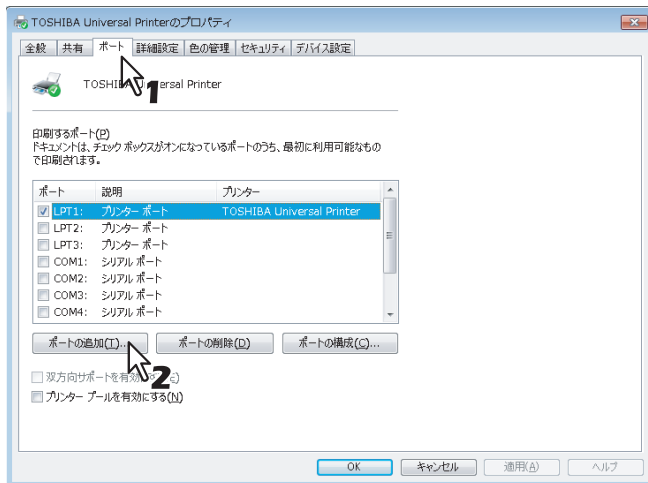 TOSHIBA Universal Printerのプロパティ
全般 共有 ポート 詳細設定 色の管理 セキュリティ デバイス設定
1
TOSHIBA Universal Printer
印刷するポート(P)
ドキュメントは、チェック ボックスがオンになっているポートのうち、最初に利用可能なもの
で印刷されます。
ポート 説明 プリンター
LPT1: プリンター ポート TOSHIBA Universal Printer
LPT2: プリンター ポート
LPT3: プリンター ポート
COM1: シリアル ポート
COM2: シリアル ポート
COM3: シリアル ポート
COM4: シリアル ポート
ポートの追加(T)... ポートの削除(D) ポートの構成(C)...
2
双方向サポートを有効
プリンター プールを有効にする(N)
OK キャンセル 適用(A) ヘルプ